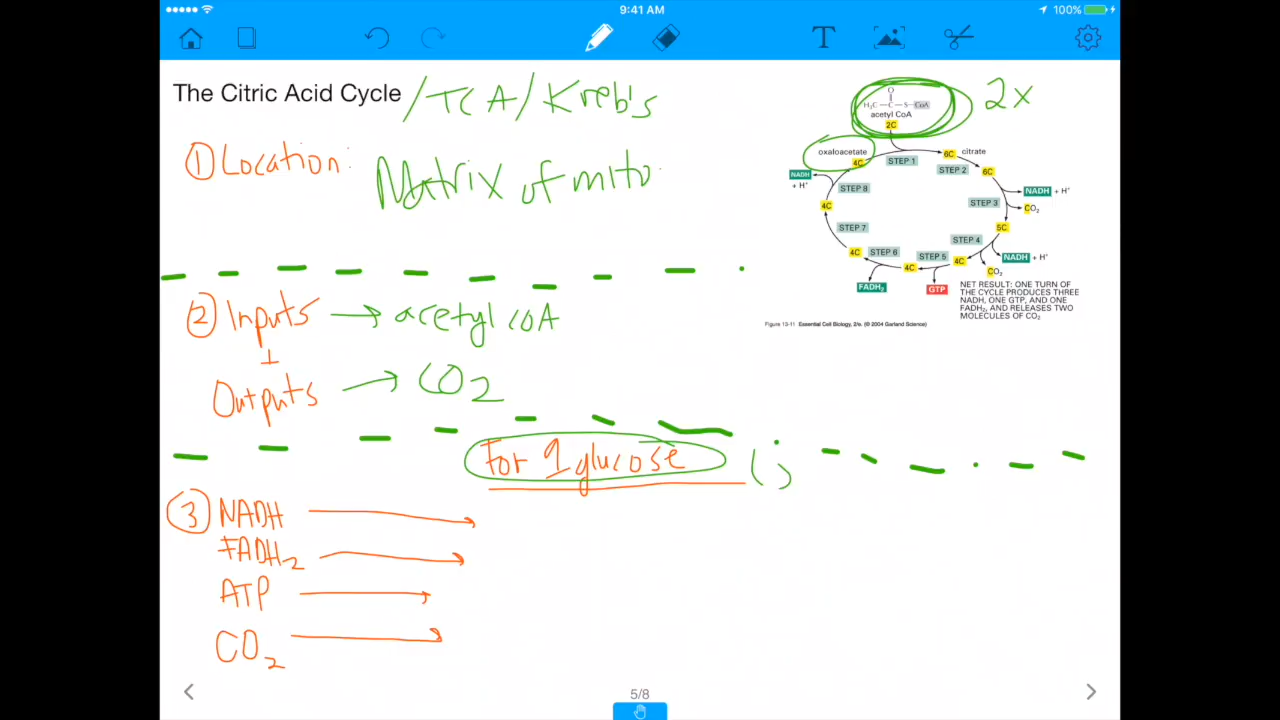 9:41 AM
100%
T
The Citric Acid Cycle /TCA/Kreb's
① Location:
Matrix of mito.
② Inputs → acetyl coA
+
Outputs → CO2
For 1 glucose
③ NADH →
FADH2 →
ATP →
CO2 →
2x
O
H3C – C – S – CoA
acetyl CoA
2C
oxaloacetate
4C
6C citrate
STEP 1
STEP 2
6C
NADH + H+
STEP 8
NADH + H+
STEP 3
CO2
4C
5C
STEP 7
STEP 4
4C
STEP 6
STEP 5
4C
NADH + H+
4C
CO2
FADH2
GTP
NET RESULT: ONE TURN OF
THE CYCLE PRODUCES THREE
NADH, ONE GTP, AND ONE
FADH2, AND RELEASES TWO
MOLECULES OF CO2
Figure 13-11 Essential Cell Biology, 2/e. (© 2004 Garland Science)
5/8